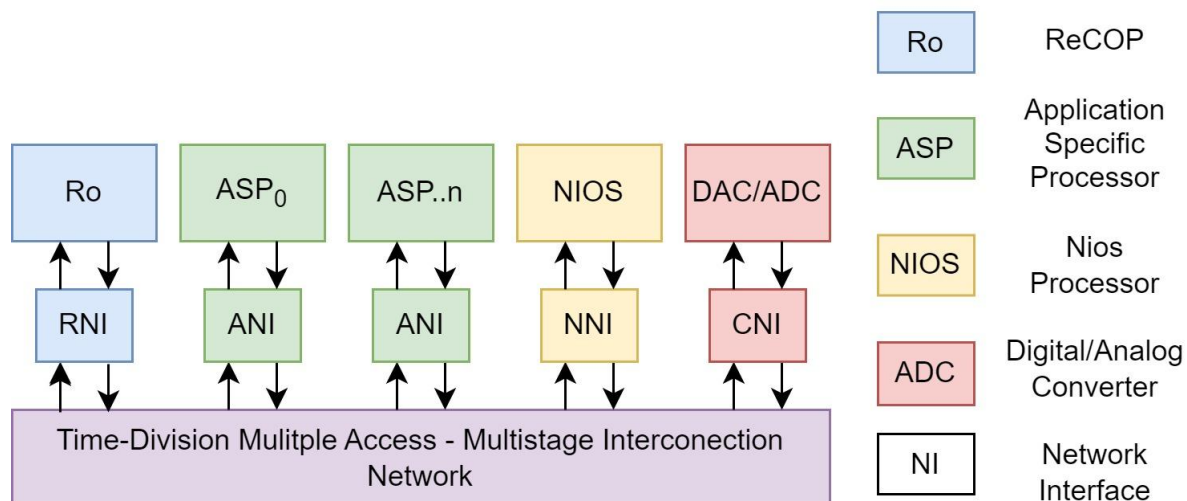 Ro
ASP0
ASP..n
NIOS
DAC/ADC
RNI
ANI
ANI
NNI
CNI
Time-Division Mulitple Access - Multistage Interconection
Network
Ro
ReCOP
ASP
Application
Specific
Processor
NIOS
Nios
Processor
ADC
Digital/Analog
Converter
NI
Network
Interface